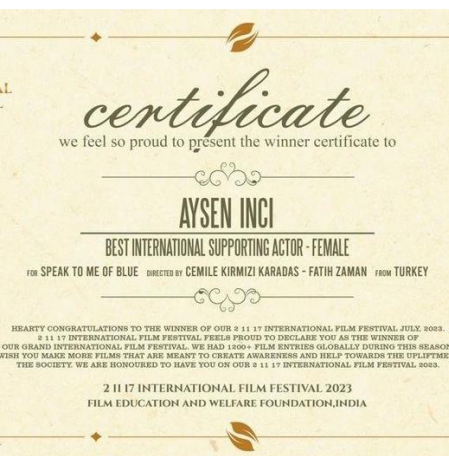 AL
certificate
we feel so proud to present the winner certificate to
AYSEN INCI
BEST INTERNATIONAL SUPPORTING ACTOR - FEMALE
FOR SPEAK TO ME OF BLUE DIRECTED BY CEMILE KIRMIZI KARADAS - FATIH ZAMAN FROM TURKEY
HEARTY CONGRATULATIONS TO THE WINNER OF OUR 2 11 17 INTERNATIONAL FILM FESTIVAL JULY, 2023.
2 11 17 INTERNATIONAL FILM FESTIVAL FEELS PROUD TO DECLARE YOU AS THE WINNER OF
OUR GRAND INTERNATIONAL FILM FESTIVAL. WE HAD 1200+ FILM ENTRIES GLOBALLY DURING THIS SEASON
WISH YOU MAKE MORE FILMS THAT ARE MEANT TO CREATE AWARENESS AND HELP TOWARDS THE UPLIFTME
THE SOCIETY. WE ARE HONOURED TO HAVE YOU ON OUR 2 11 17 INTERNATIONAL FILM FESTIVAL 2023.
2 11 17 INTERNATIONAL FILM FESTIVAL 2023
FILM EDUCATION AND WELFARE FOUNDATION,INDIA